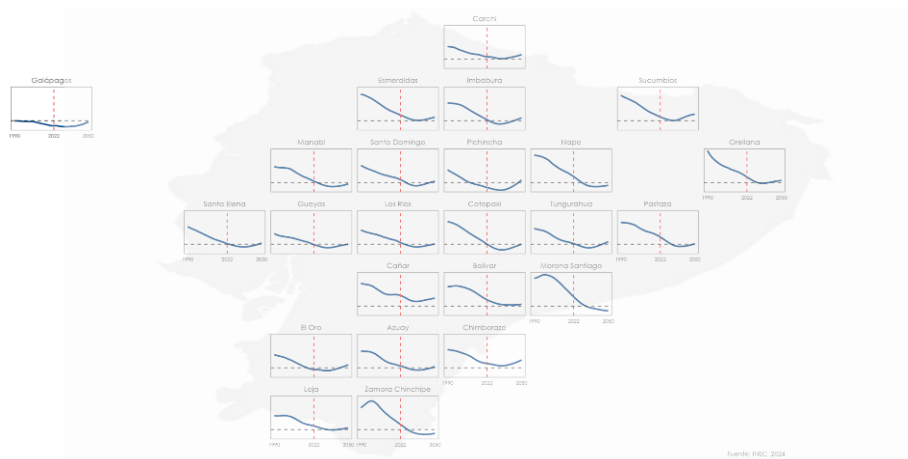 Carchi
Galápagos
Esmeraldas
Imbabura
Sucumbios
1990 2022 2050
Manabí
Santo Domingo
Pichincha
Napo
Orellana
1990 2022 2050
Santa Elena
Guayas
Los Ríos
Cotopaxi
Tungurahua
Pastaza
1990 2022 2050
1990 2022 2050
Cañar
Bolívar
Morona Santiago
1990 2022 2050
El Oro
Azuay
Chimborazo
1990 2022 2050
Loja
Zamora Chinchipe
1990 2022 2050
1990 2022 2050
Fuente: INEC, 2024